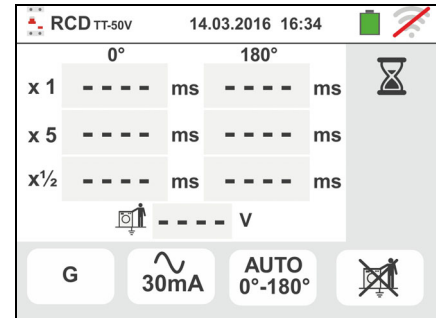 RCD TT-50V 14.03.2016 16:34
0° 180°
x 1 - - - - ms - - - - ms
x 5 - - - - ms - - - - ms
x½ - - - - ms - - - - ms
- - - - V
G 30mA AUTO
0°-180°